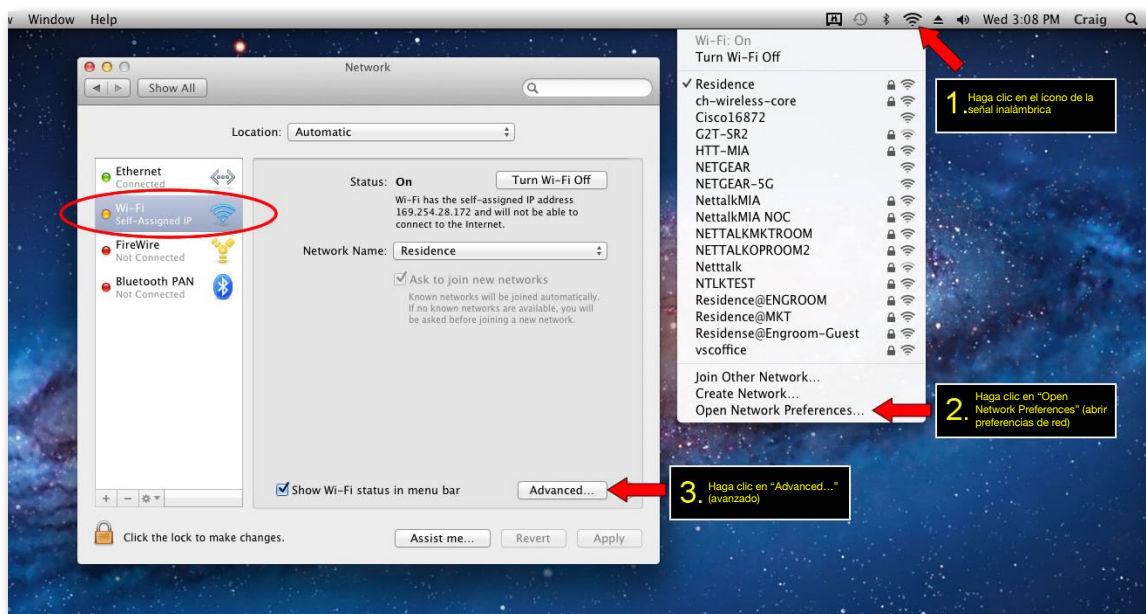 w Window Help
Wed 3:08 PM Craig
Network
Show All
Location: Automatic
Ethernet
Connected
Wi-Fi
Self-Assigned IP
FireWire
Not Connected
Bluetooth PAN
Not Connected
Status: On
Turn Wi-Fi Off
Wi-Fi has the self-assigned IP address
169.254.28.172 and will not be able to
connect to the Internet.
Network Name: Residence
Ask to join new networks
Known networks will be joined automatically.
If no known networks are available, you will
be asked before joining a new network.
Show Wi-Fi status in menu bar
Advanced...
Click the lock to make changes.
Assist me...
Revert
Apply
Wi-Fi: On
Turn Wi-Fi Off
Residence
ch-wireless-core
Cisco16872
G2T-SR2
HTT-MIA
NETGEAR
NETGEAR-5G
NettalkMIA
NettalkMIA NOC
NETTALKMKTROOM
NETTALKOPROOM2
Netttalk
NTLKTEST
Residence@ENGROOM
Residence@MKT
Residense@Engroom-Guest
vscoffice
Join Other Network...
Create Network...
Open Network Preferences...
1. Haga clic en el ícono de la
señal inalámbrica
2. Haga clic en “Open
Network Preferences” (abrir
preferencias de red)
3. Haga clic en “Advanced...”
(avanzado)